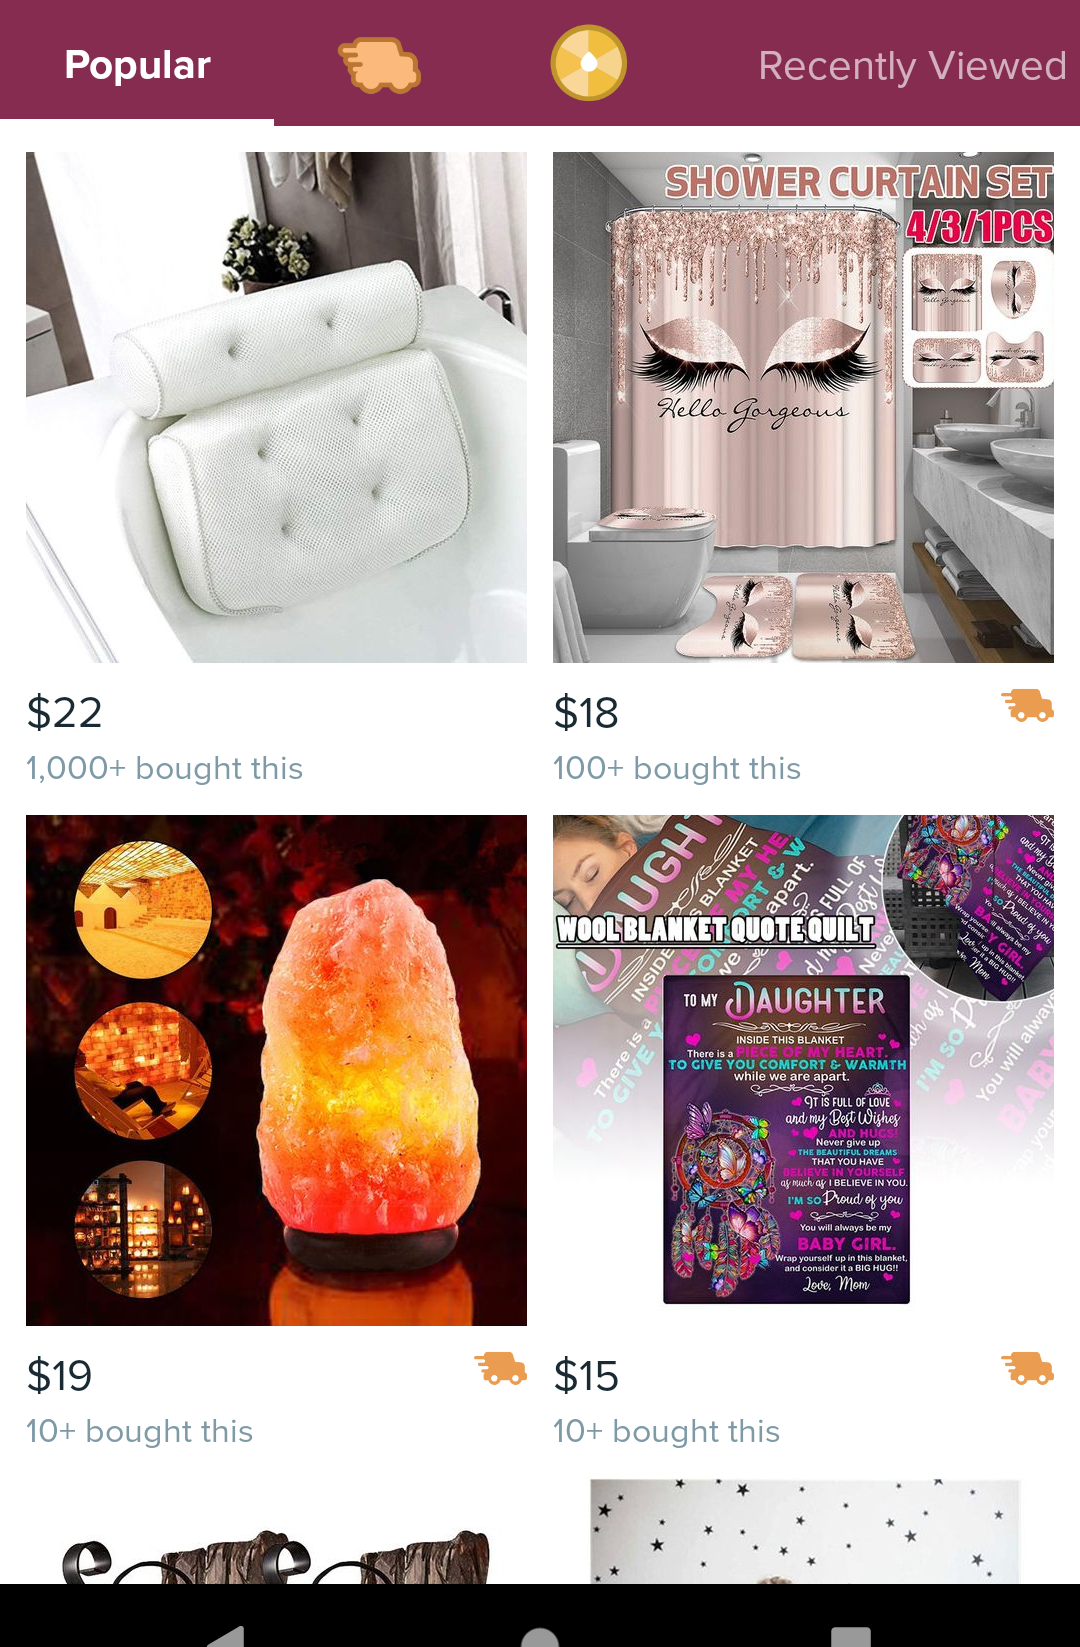 Popular
Recently Viewed
SHOWER CURTAIN SET
4/3/1PCS
Hello Gorgeous
$22
1,000+ bought this
$18
100+ bought this
WOOL BLANKET QUOTE QUILT
TO MY DAUGHTER
INSIDE THIS BLANKET
There is a PIECE OF MY HEART.
TO GIVE YOU COMFORT & WARMTH
while we are apart.
IT IS FULL OF LOVE
and my Best Wishes
AND HUGS!
Never give up
THE BEAUTIFUL DREAMS
THAT YOU HAVE
BELIEVE IN YOURSELF
as much as I BELIEVE IN YOU.
I'M SO Proud of you
You will always be my
BABY GIRL.
Wrap yourself up in this blanket,
and consider it a BIG HUG!!
Love, Mom
$19
10+ bought this
$15
10+ bought this